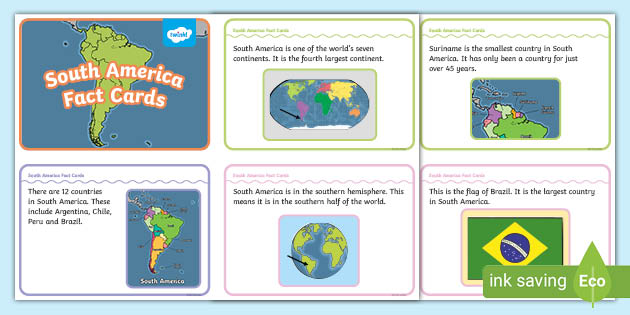 twinkl
South America
Fact Cards
South America Fact Cards
South America is one of the world's seven
continents. It is the fourth largest continent.
South America Fact Cards
Suriname is the smallest country in South
America. It has only been a country for just
over 45 years.
South America Fact Cards
There are 12 countries
in South America. These
include Argentina, Chile,
Peru and Brazil.
South America
South America Fact Cards
South America is in the southern hemisphere. This
means it is in the southern half of the world.
South America Fact Cards
This is the flag of Brazil. It is the largest country
in South America.
ink saving
Eco